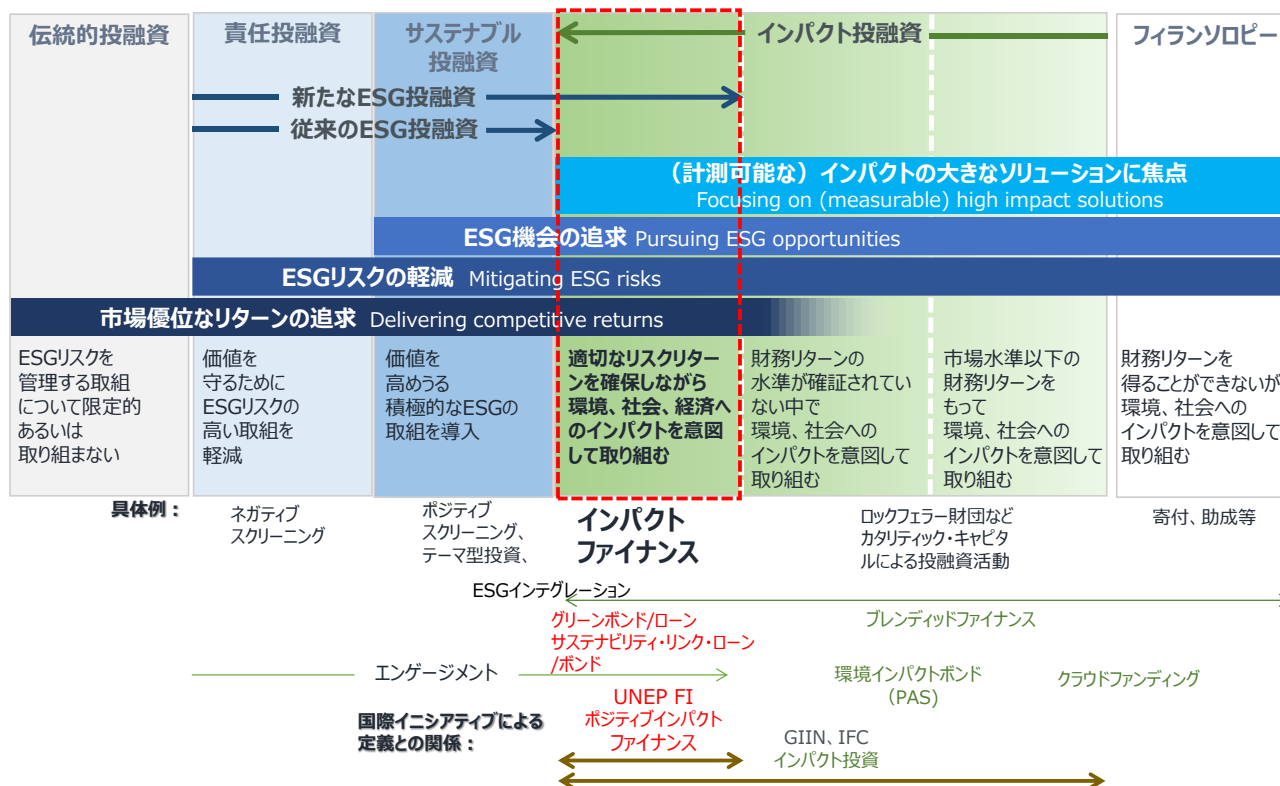 伝統的投融資
責任投融資
サステナブル
投融資
インパクト投融資
フィランソロピー
新たなESG投融資
従来のESG投融資
（計測可能な）インパクトの大きなソリューションに焦点
Focusing on (measurable) high impact solutions
ESG機会の追求 Pursuing ESG opportunities
ESGリスクの軽減 Mitigating ESG risks
市場優位なリターンの追求 Delivering competitive returns
ESGリスクを
管理する取組
について限定的
あるいは
取り組まない
価値を
守るために
ESGリスクの
高い取組を
軽減
価値を
高めうる
積極的なESGの
取組を導入
適切なリスクリター
ンを確保しながら
環境、社会、経済へ
のインパクトを意図
して取り組む
財務リターンの
水準が確証されてい
ない中で
環境、社会への
インパクトを意図して
取り組む
市場水準以下の
財務リターンを
もって
環境、社会への
インパクトを意図して
取り組む
財務リターンを
得ることができないが
環境、社会への
インパクトを意図して
取り組む
具体例：
ネガティブ
スクリーニング
ポジティブ
スクリーニング、
テーマ型投資、
インパクト
ファイナンス
ロックフェラー財団など
カタリティック・キャピタ
ルによる投融資活動
寄付、助成等
ESGインテグレーション
グリーンボンド/ローン
サステナビリティ・リンク・ローン
/ボンド
ブレンディッドファイナンス
エンゲージメント
環境インパクトボンド
(PAS)
クラウドファンディング
国際イニシアティブによる
定義との関係：
UNEP FI
ポジティブインパクト
ファイナンス
GIIN、IFC
インパクト投資